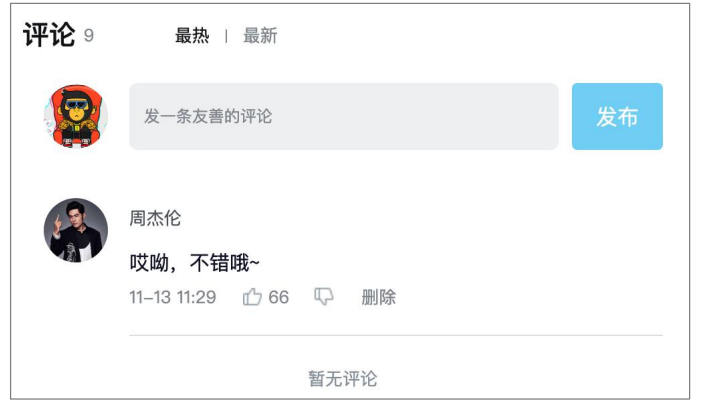 评论 9 最热 | 最新
发一条友善的评论 发布
周杰伦
哎呦，不错哦~
11-13 11:29 66 删除
暂无评论